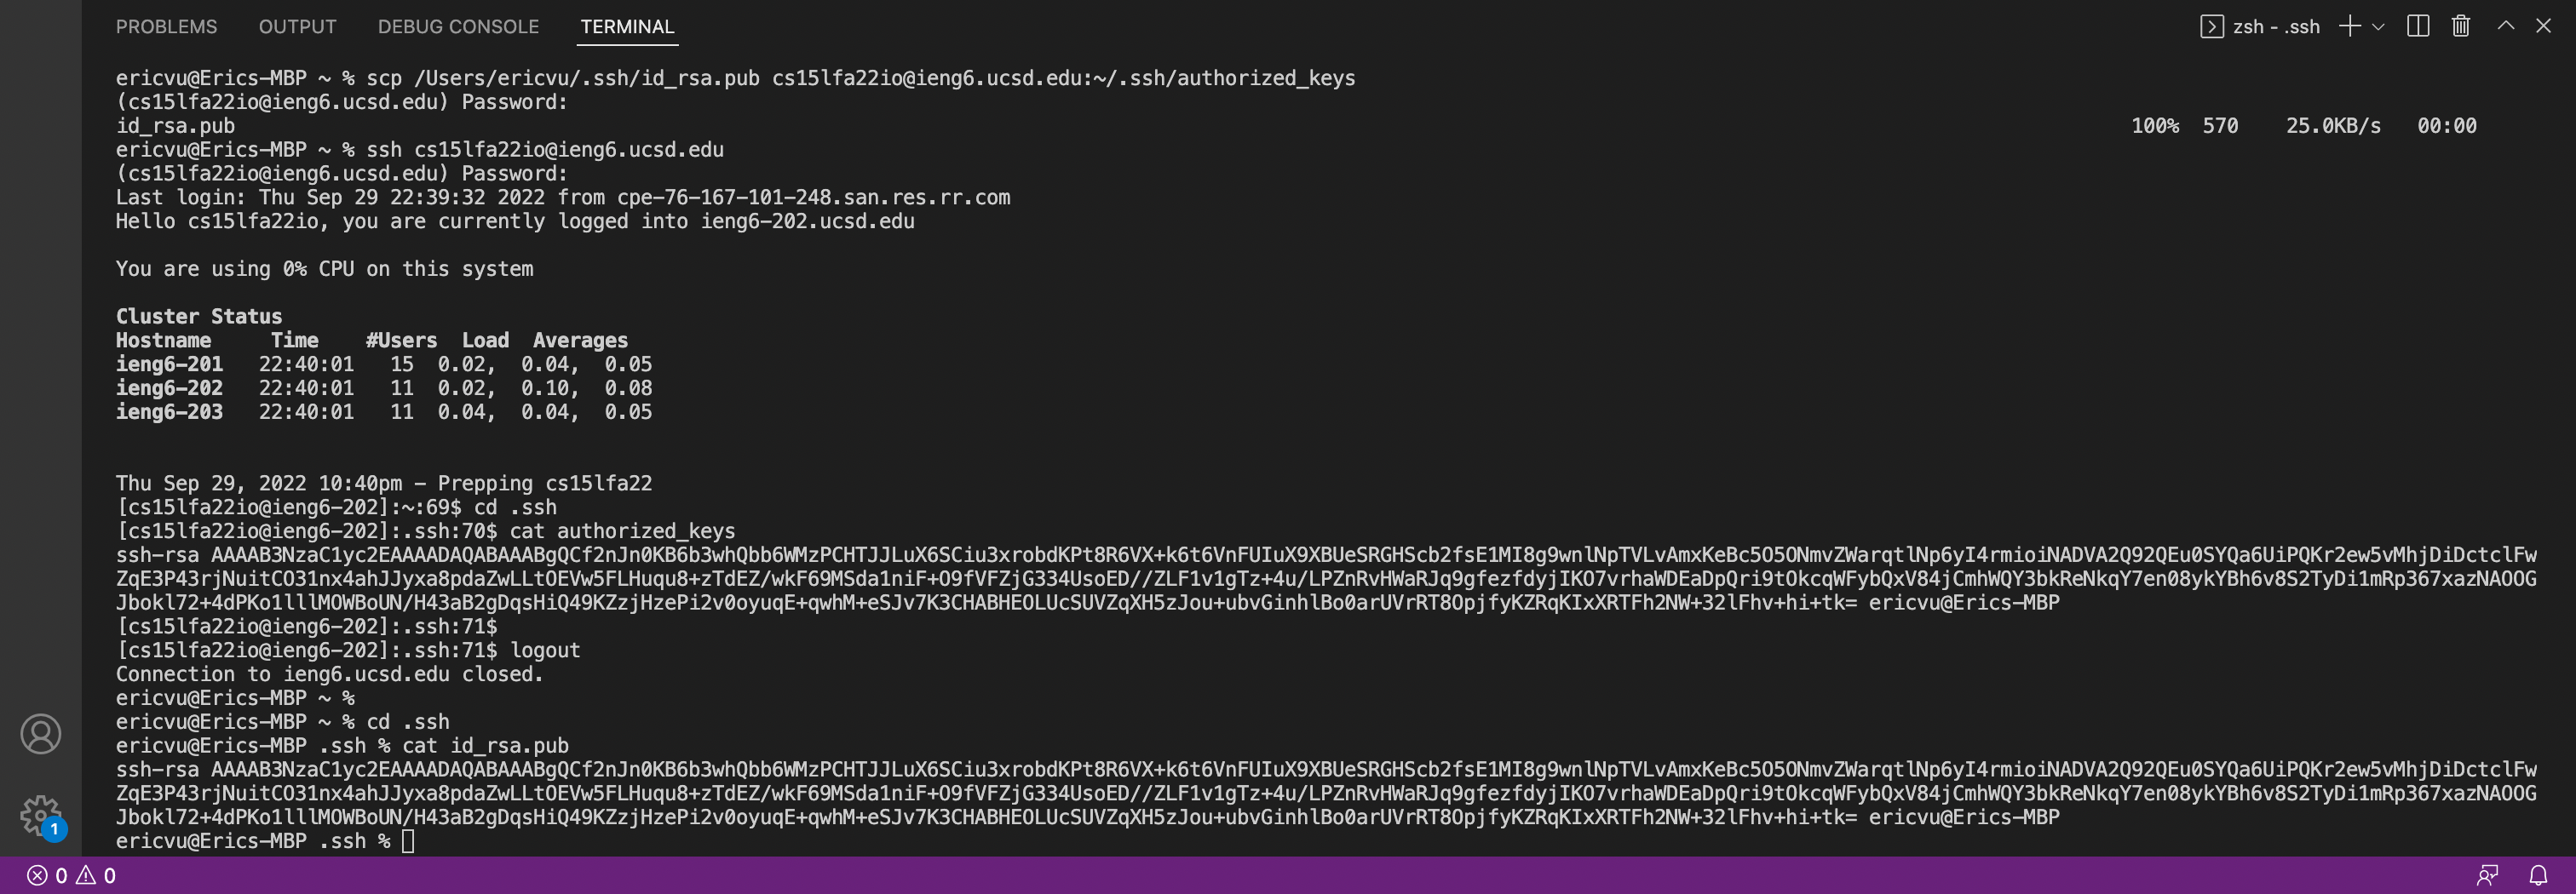 PROBLEMS OUTPUT DEBUG CONSOLE TERMINAL zsh - .ssh
ericvu@Erics-MBP ~ % scp /Users/ericvu/.ssh/id_rsa.pub cs15lfa22io@ieng6.ucsd.edu:~/.ssh/authorized_keys
(cs15lfa22io@ieng6.ucsd.edu) Password:
id_rsa.pub 100% 570 25.0KB/s 00:00
ericvu@Erics-MBP ~ % ssh cs15lfa22io@ieng6.ucsd.edu
(cs15lfa22io@ieng6.ucsd.edu) Password:
Last login: Thu Sep 29 22:39:32 2022 from cpe-76-167-101-248.san.res.rr.com
Hello cs15lfa22io, you are currently logged into ieng6-202.ucsd.edu
You are using 0% CPU on this system
Cluster Status
Hostname Time #Users Load Averages
ieng6-201 22:40:01 15 0.02, 0.04, 0.05
ieng6-202 22:40:01 11 0.02, 0.10, 0.08
ieng6-203 22:40:01 11 0.04, 0.04, 0.05
Thu Sep 29, 2022 10:40pm - Prepping cs15lfa22
[cs15lfa22io@ieng6-202]:~:69$ cd .ssh
[cs15lfa22io@ieng6-202]:.ssh:70$ cat authorized_keys
ssh-rsa AAAAB3NzaC1yc2EAAAADAQABAAABgQCf2nJn0KB6b3whQbb6WMzPCHTJJLuX6SCiu3xrobdKPt8R6VX+k6t6VnFUIuX9XBUeSRGHScb2fsE1MI8g9wnlNpTVLvAmxKeBc5O5ONmvZWarqtlNp6yI4rmioiNADVA2Q92QEu0SYQa6UiPQKr2ew5vMhjDiDctclFw
ZqE3P43rjNuitCO31nx4ahJJyxa8pdaZwLLtOEVw5FLHuqu8+zTdEZ/wkF69MSda1niF+O9fVFZjG334UsoED//ZLF1v1gTz+4u/LPZnRvHWaRJq9gfezfdyjIKO7vrhaWDEaDpQri9tOkcqWFybQxV84jCmhWQY3bkReNkqY7en08ykYBh6v8S2TyDi1mRp367xazNAOOG
Jbokl72+4dPKo1lllMOWBoUN/H43aB2gDqsHiQ49KZzjHzePi2v0oyuqE+qwhM+eSJv7K3CHABHEOLUcSUVZqXH5zJou+ubvGinhlBo0arUVrRT8OpjfyKZRqKIxXRTFh2NW+32lFhv+hi+tk= ericvu@Erics-MBP
[cs15lfa22io@ieng6-202]:.ssh:71$
[cs15lfa22io@ieng6-202]:.ssh:71$ logout
Connection to ieng6.ucsd.edu closed.
ericvu@Erics-MBP ~ %
ericvu@Erics-MBP ~ % cd .ssh
ericvu@Erics-MBP .ssh % cat id_rsa.pub
ssh-rsa AAAAB3NzaC1yc2EAAAADAQABAAABgQCf2nJn0KB6b3whQbb6WMzPCHTJJLuX6SCiu3xrobdKPt8R6VX+k6t6VnFUIuX9XBUeSRGHScb2fsE1MI8g9wnlNpTVLvAmxKeBc5O5ONmvZWarqtlNp6yI4rmioiNADVA2Q92QEu0SYQa6UiPQKr2ew5vMhjDiDctclFw
ZqE3P43rjNuitCO31nx4ahJJyxa8pdaZwLLtOEVw5FLHuqu8+zTdEZ/wkF69MSda1niF+O9fVFZjG334UsoED//ZLF1v1gTz+4u/LPZnRvHWaRJq9gfezfdyjIKO7vrhaWDEaDpQri9tOkcqWFybQxV84jCmhWQY3bkReNkqY7en08ykYBh6v8S2TyDi1mRp367xazNAOOG
Jbokl72+4dPKo1lllMOWBoUN/H43aB2gDqsHiQ49KZzjHzePi2v0oyuqE+qwhM+eSJv7K3CHABHEOLUcSUVZqXH5zJou+ubvGinhlBo0arUVrRT8OpjfyKZRqKIxXRTFh2NW+32lFhv+hi+tk= ericvu@Erics-MBP
ericvu@Erics-MBP .ssh %
1
0 0